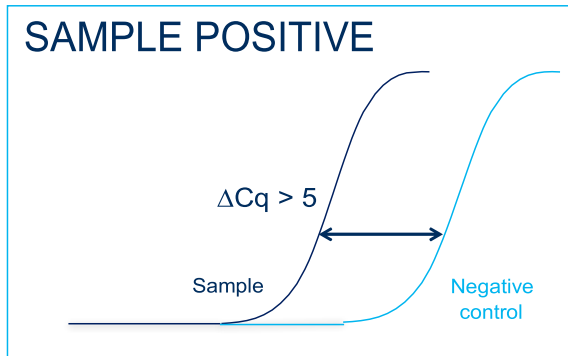 SAMPLE POSITIVE
ΔCq > 5
Sample
Negative
control